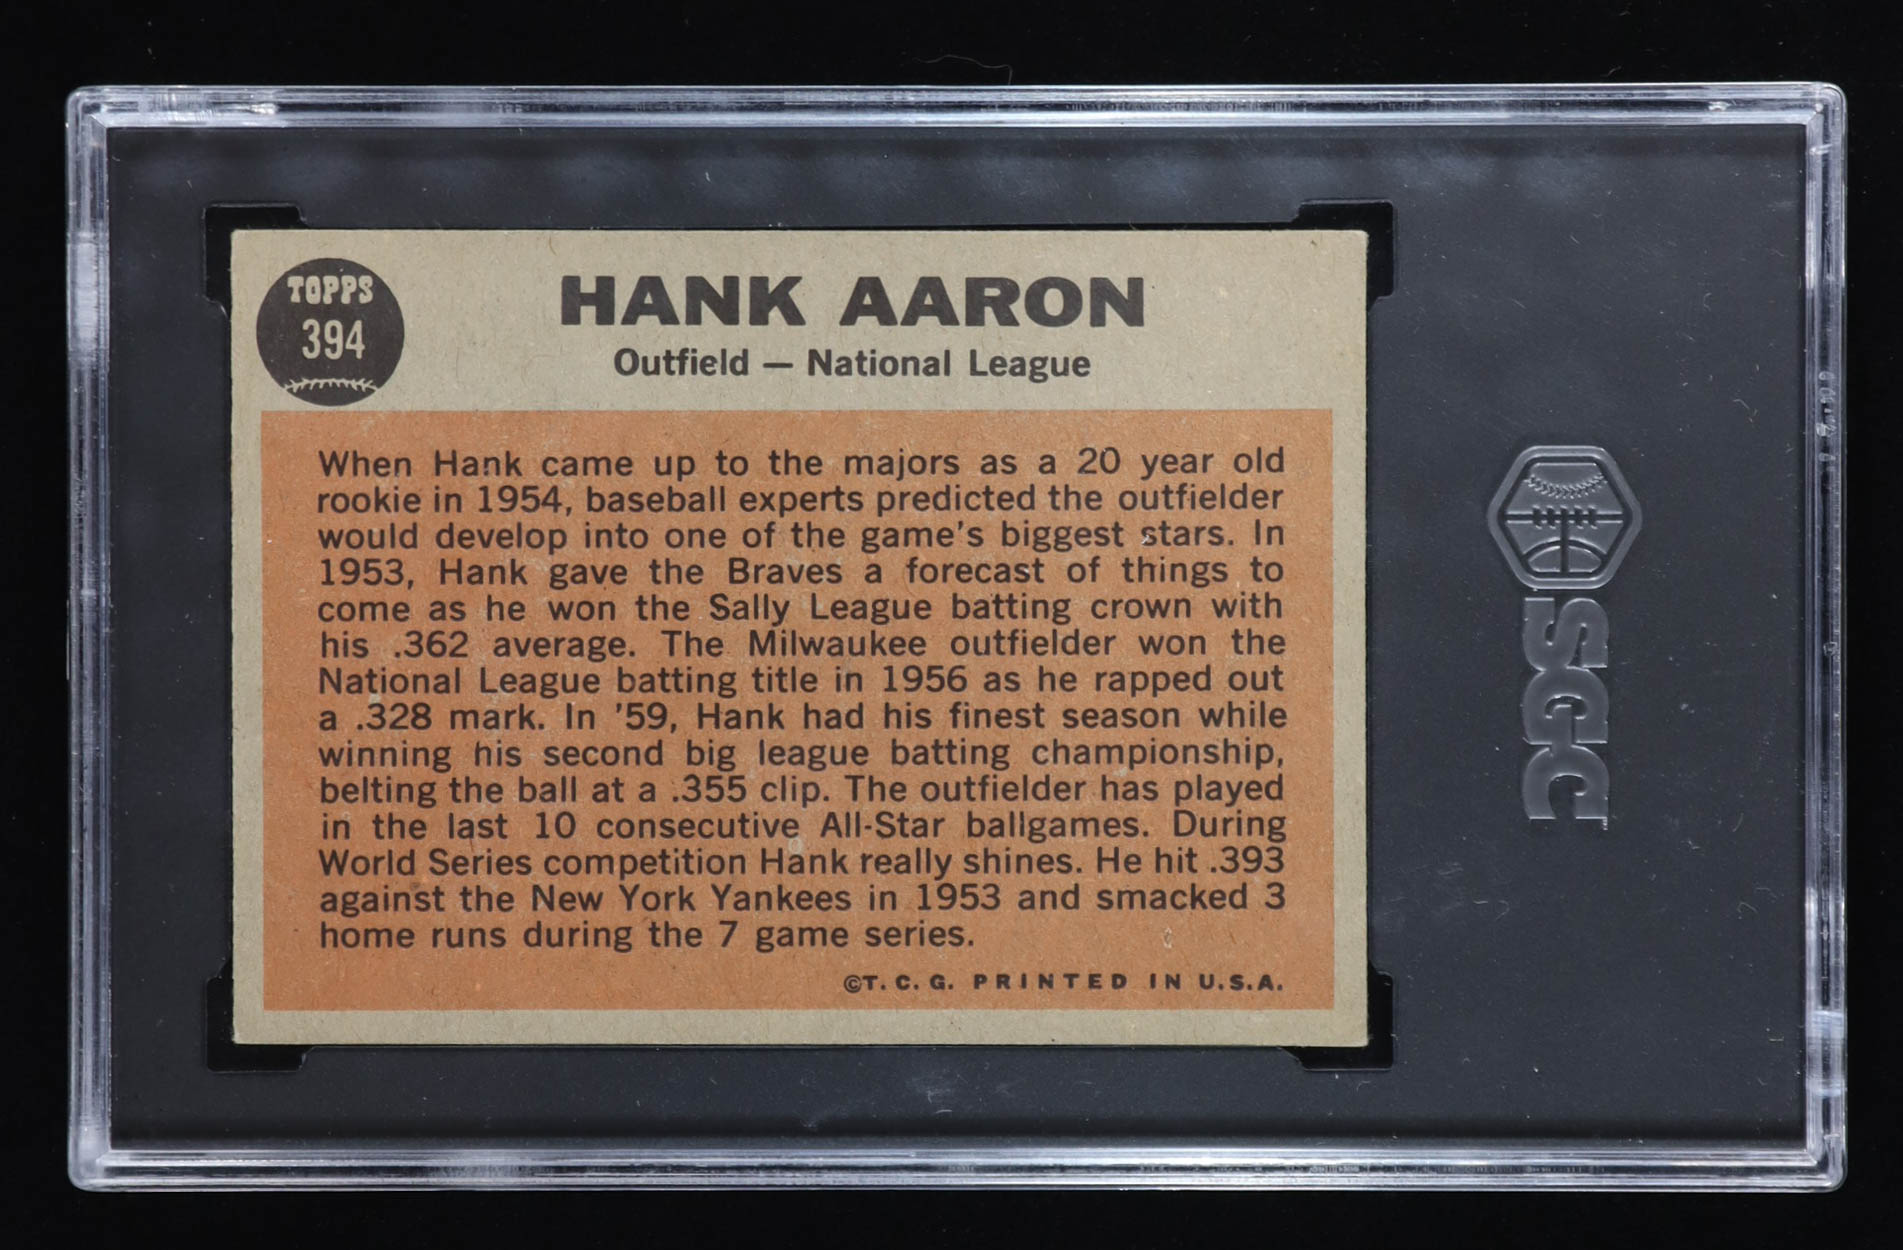 TOPPS
394
HANK AARON
Outfield — National League
When Hank came up to the majors as a 20 year old
rookie in 1954, baseball experts predicted the outfielder
would develop into one of the game's biggest stars. In
1953, Hank gave the Braves a forecast of things to
come as he won the Sally League batting crown with
his .362 average. The Milwaukee outfielder won the
National League batting title in 1956 as he rapped out
a .328 mark. In '59, Hank had his finest season while
winning his second big league batting championship,
belting the ball at a .355 clip. The outfielder has played
in the last 10 consecutive All-Star ballgames. During
World Series competition Hank really shines. He hit .393
against the New York Yankees in 1953 and smacked 3
home runs during the 7 game series.
©T. C. G. PRINTED IN U.S.A.
SGC